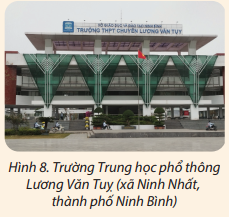 SỞ GIÁO DỤC VÀ ĐÀO TẠO NINH BÌNH
TRƯỜNG THPT CHUYÊN LƯƠNG VĂN TỤY
Hình 8. Trường Trung học phổ thông
Lương Văn Tuỵ (xã Ninh Nhất,
thành phố Ninh Bình)